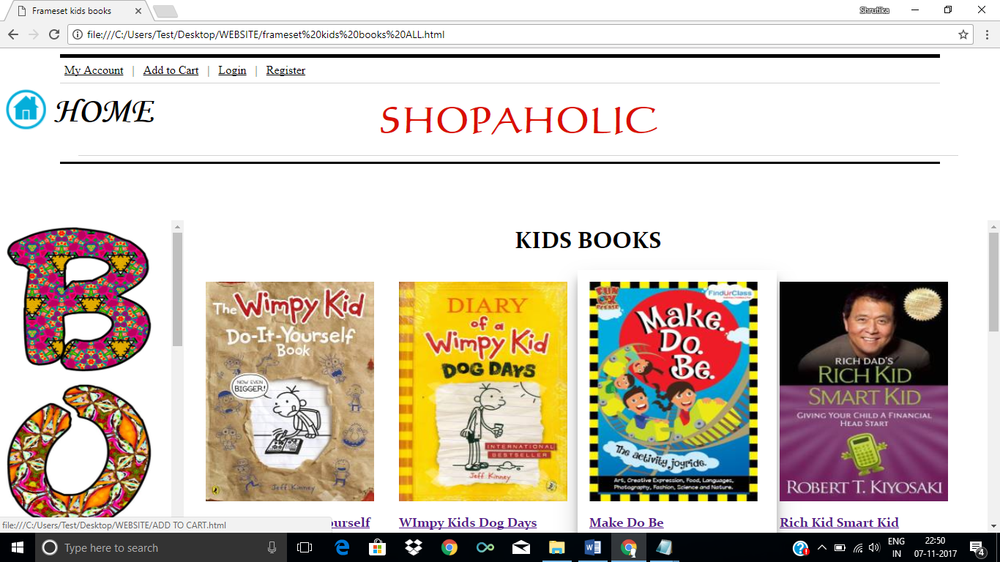 Frameset kids books
Shrutika
file:///C:/Users/Test/Desktop/WEBSITE/frameset%20kids%20books%20ALL.html
My Account | Add to Cart | Login | Register
HOME
SHOPAHOLIC
B
O
KIDS BOOKS
The Wimpy Kid
Do-It-Yourself
Book
NOW EVEN
BIGGER!
Jeff Kinney
DIARY
of a
Wimpy Kid
DOG DAYS
INTERNATIONAL
BESTSELLER
Jeff Kinney
FindUrClass
FUN
OK
PLEASE
Make.
Do.
Be.
The activity joyride.
Art, Creative Expression, Food, Languages,
Photography, Fashion, Science and Nature.
RICH DAD'S
RICH KID
SMART KID
GIVING YOUR CHILD A FINANCIAL
HEAD START
ROBERT T. KIYOSAKI
ourself
WImpy Kids Dog Days
Make Do Be
Rich Kid Smart Kid
file:///C:/Users/Test/Desktop/WEBSITE/ADD TO CART.html
Type here to search
ENG
IN
22:50
07-11-2017
4